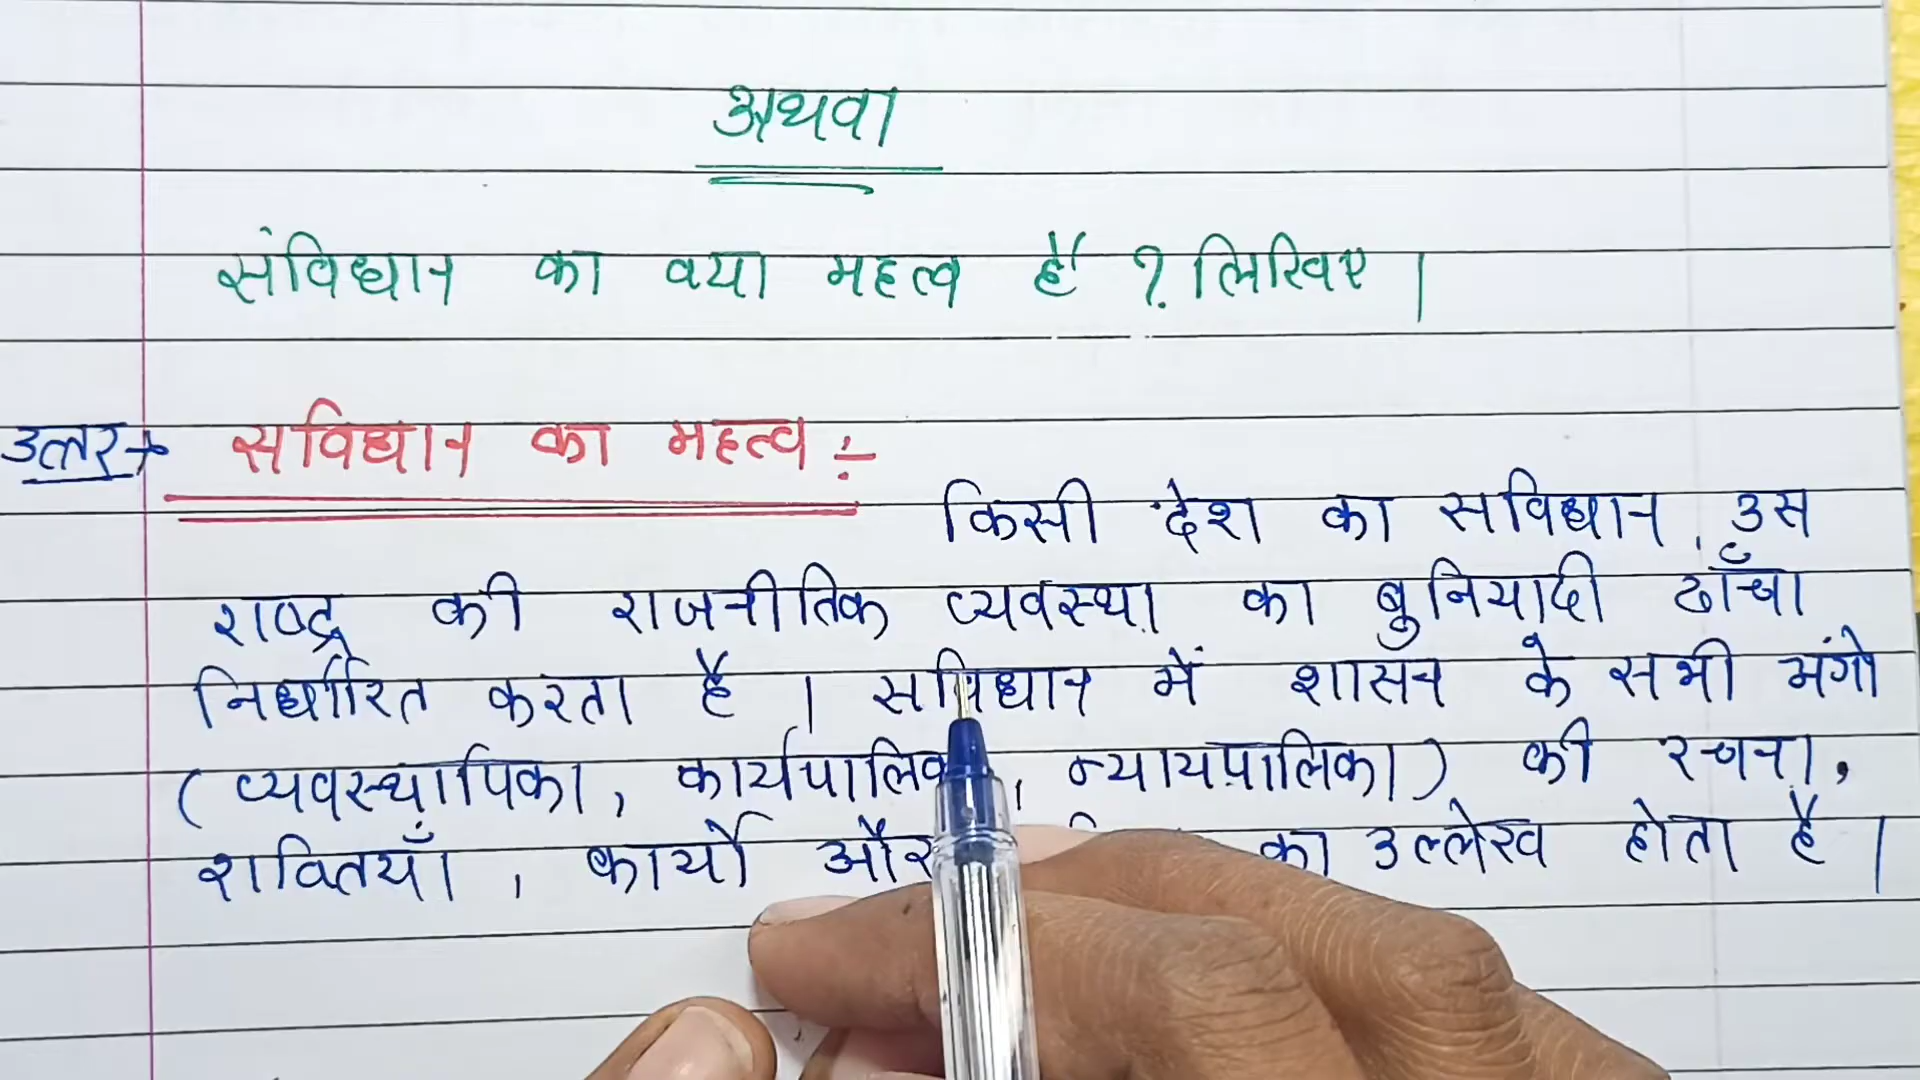 अथवा
संविधान का क्या महत्व है ? लिखिए |
उत्तर→ सविधान का महत्व :-
किसी देश का सविधान, उस
राष्ट्र की राजनीतिक व्यवस्था का बुनियादी ढाँचा
निर्धारित करता है | सविधान में शासन के सभी अंगो
(व्यवस्थापिका, कार्यपालिका, न्यायपालिका) की रचना,
शक्तियाँ, कार्यो और का उल्लेख होता है |